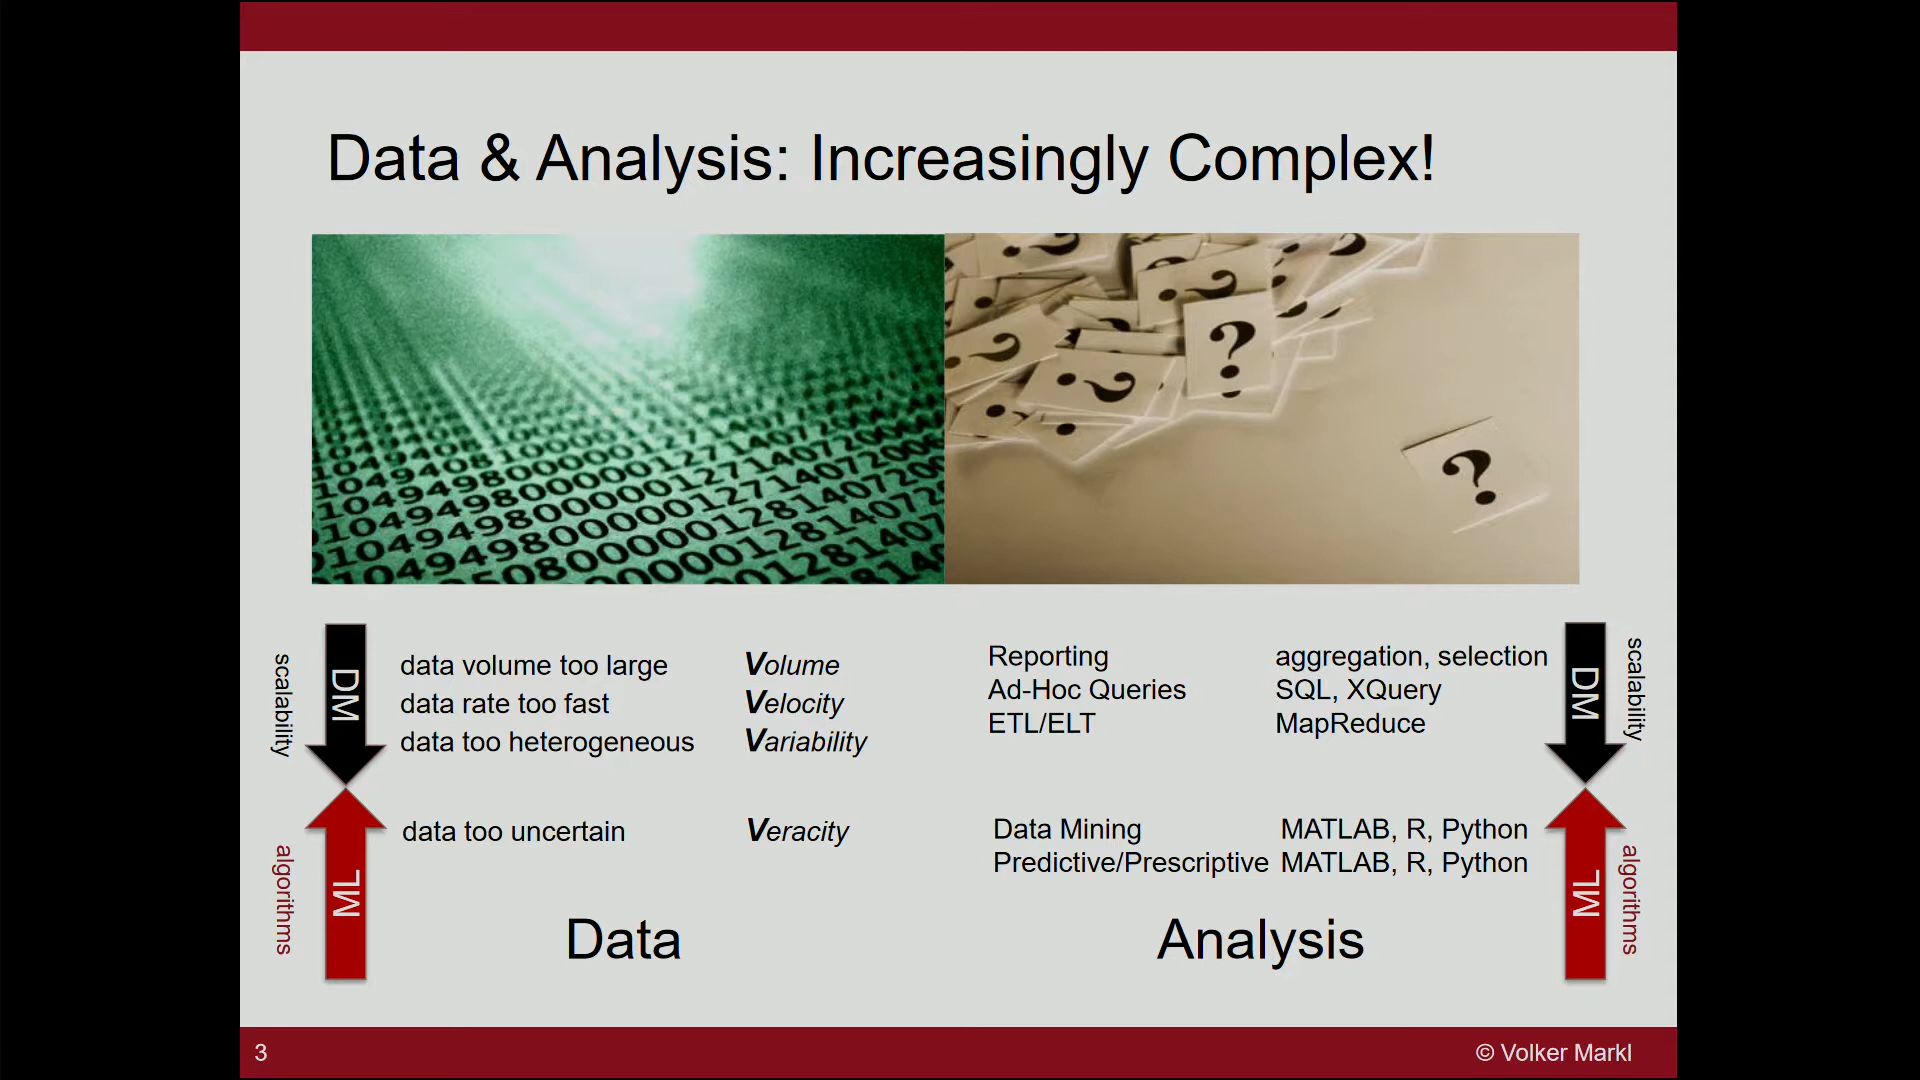 Data & Analysis: Increasingly Complex!
scalability
DM
data volume too large Volume
data rate too fast Velocity
data too heterogeneous Variability
algorithms
ML
data too uncertain Veracity
Data
Reporting aggregation, selection
Ad-Hoc Queries SQL, XQuery
ETL/ELT MapReduce
DM
scalability
Data Mining MATLAB, R, Python
Predictive/Prescriptive MATLAB, R, Python
ML
algorithms
Analysis
3
© Volker Markl